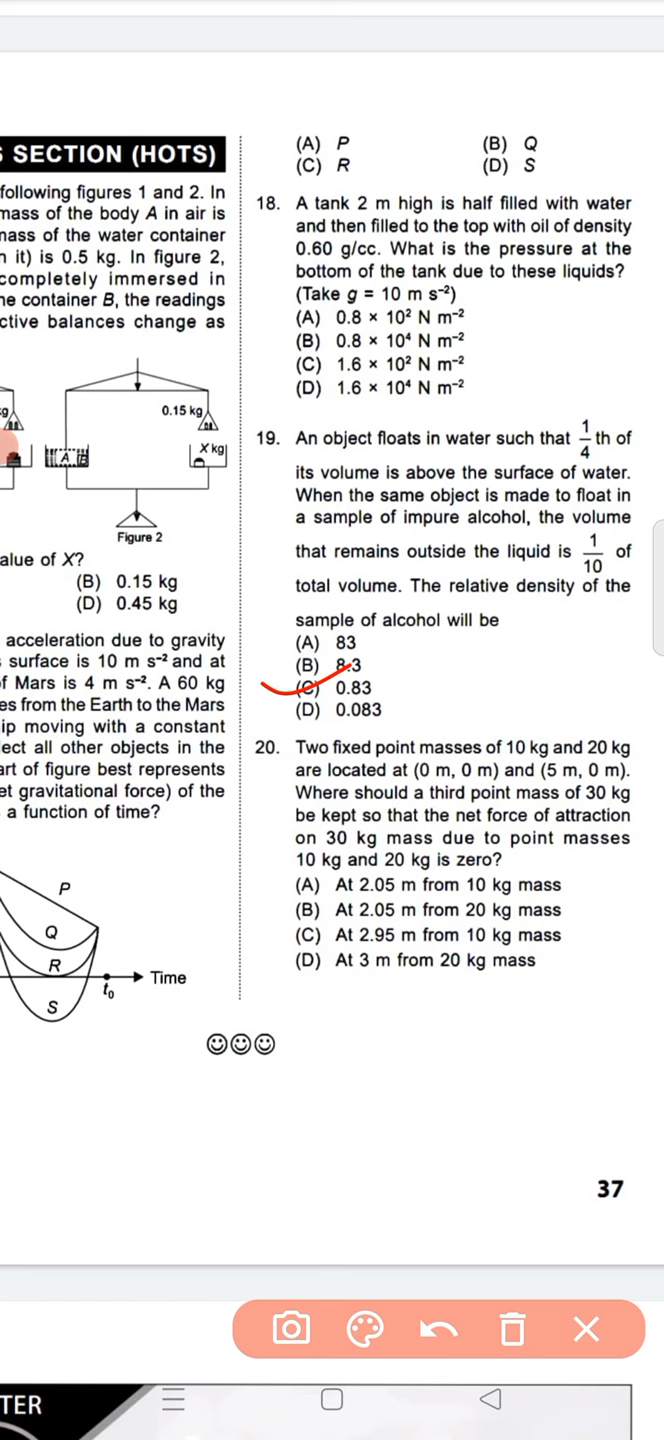 SECTION (HOTS)
following figures 1 and 2. In
mass of the body A in air is
mass of the water container
it) is 0.5 kg. In figure 2,
completely immersed in
container B, the readings
balances change as
0.15 kg
A
B
X kg
Figure 2
value of X?
(B) 0.15 kg
(D) 0.45 kg
acceleration due to gravity
surface is 10 m s⁻² and at
of Mars is 4 m s⁻². A 60 kg
from the Earth to the Mars
moving with a constant
all other objects in the
part of figure best represents
gravitational force) of the
a function of time?
P
Q
R
S
t₀
Time
(A) P (B) Q
(C) R (D) S
18. A tank 2 m high is half filled with water
and then filled to the top with oil of density
0.60 g/cc. What is the pressure at the
bottom of the tank due to these liquids?
(Take g = 10 m s⁻²)
(A) 0.8 × 10² N m⁻²
(B) 0.8 × 10⁴ N m⁻²
(C) 1.6 × 10² N m⁻²
(D) 1.6 × 10⁴ N m⁻²
19. An object floats in water such that 1/4 th of
its volume is above the surface of water.
When the same object is made to float in
a sample of impure alcohol, the volume
that remains outside the liquid is 1/10 of
total volume. The relative density of the
sample of alcohol will be
(A) 83
(B) 8.3
(C) 0.83
(D) 0.083
20. Two fixed point masses of 10 kg and 20 kg
are located at (0 m, 0 m) and (5 m, 0 m).
Where should a third point mass of 30 kg
be kept so that the net force of attraction
on 30 kg mass due to point masses
10 kg and 20 kg is zero?
(A) At 2.05 m from 10 kg mass
(B) At 2.05 m from 20 kg mass
(C) At 2.95 m from 10 kg mass
(D) At 3 m from 20 kg mass
37
TER